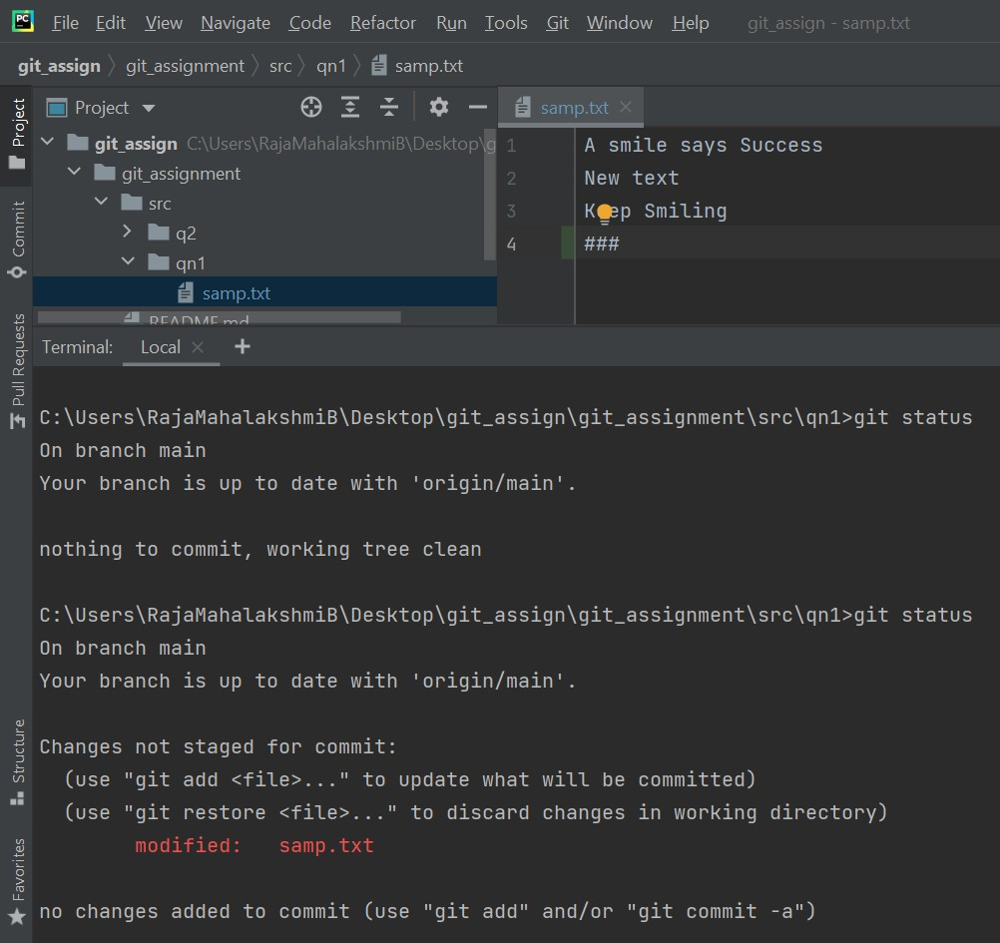 PC File Edit View Navigate Code Refactor Run Tools Git Window Help git_assign - samp.txt
git_assign git_assignment src qn1 samp.txt
Project
Commit
Pull Requests
Structure
Favorites
Project
git_assign C:\Users\RajaMahalakshmiB\Desktop\g
git_assignment
src
q2
qn1
samp.txt
README.md
samp.txt
1 A smile says Success
2 New text
3 Keep Smiling
4 ###
Terminal: Local
C:\Users\RajaMahalakshmiB\Desktop\git_assign\git_assignment\src\qn1>git status
On branch main
Your branch is up to date with 'origin/main'.
nothing to commit, working tree clean
C:\Users\RajaMahalakshmiB\Desktop\git_assign\git_assignment\src\qn1>git status
On branch main
Your branch is up to date with 'origin/main'.
Changes not staged for commit:
(use "git add <file>..." to update what will be committed)
(use "git restore <file>..." to discard changes in working directory)
modified: samp.txt
no changes added to commit (use "git add" and/or "git commit -a")